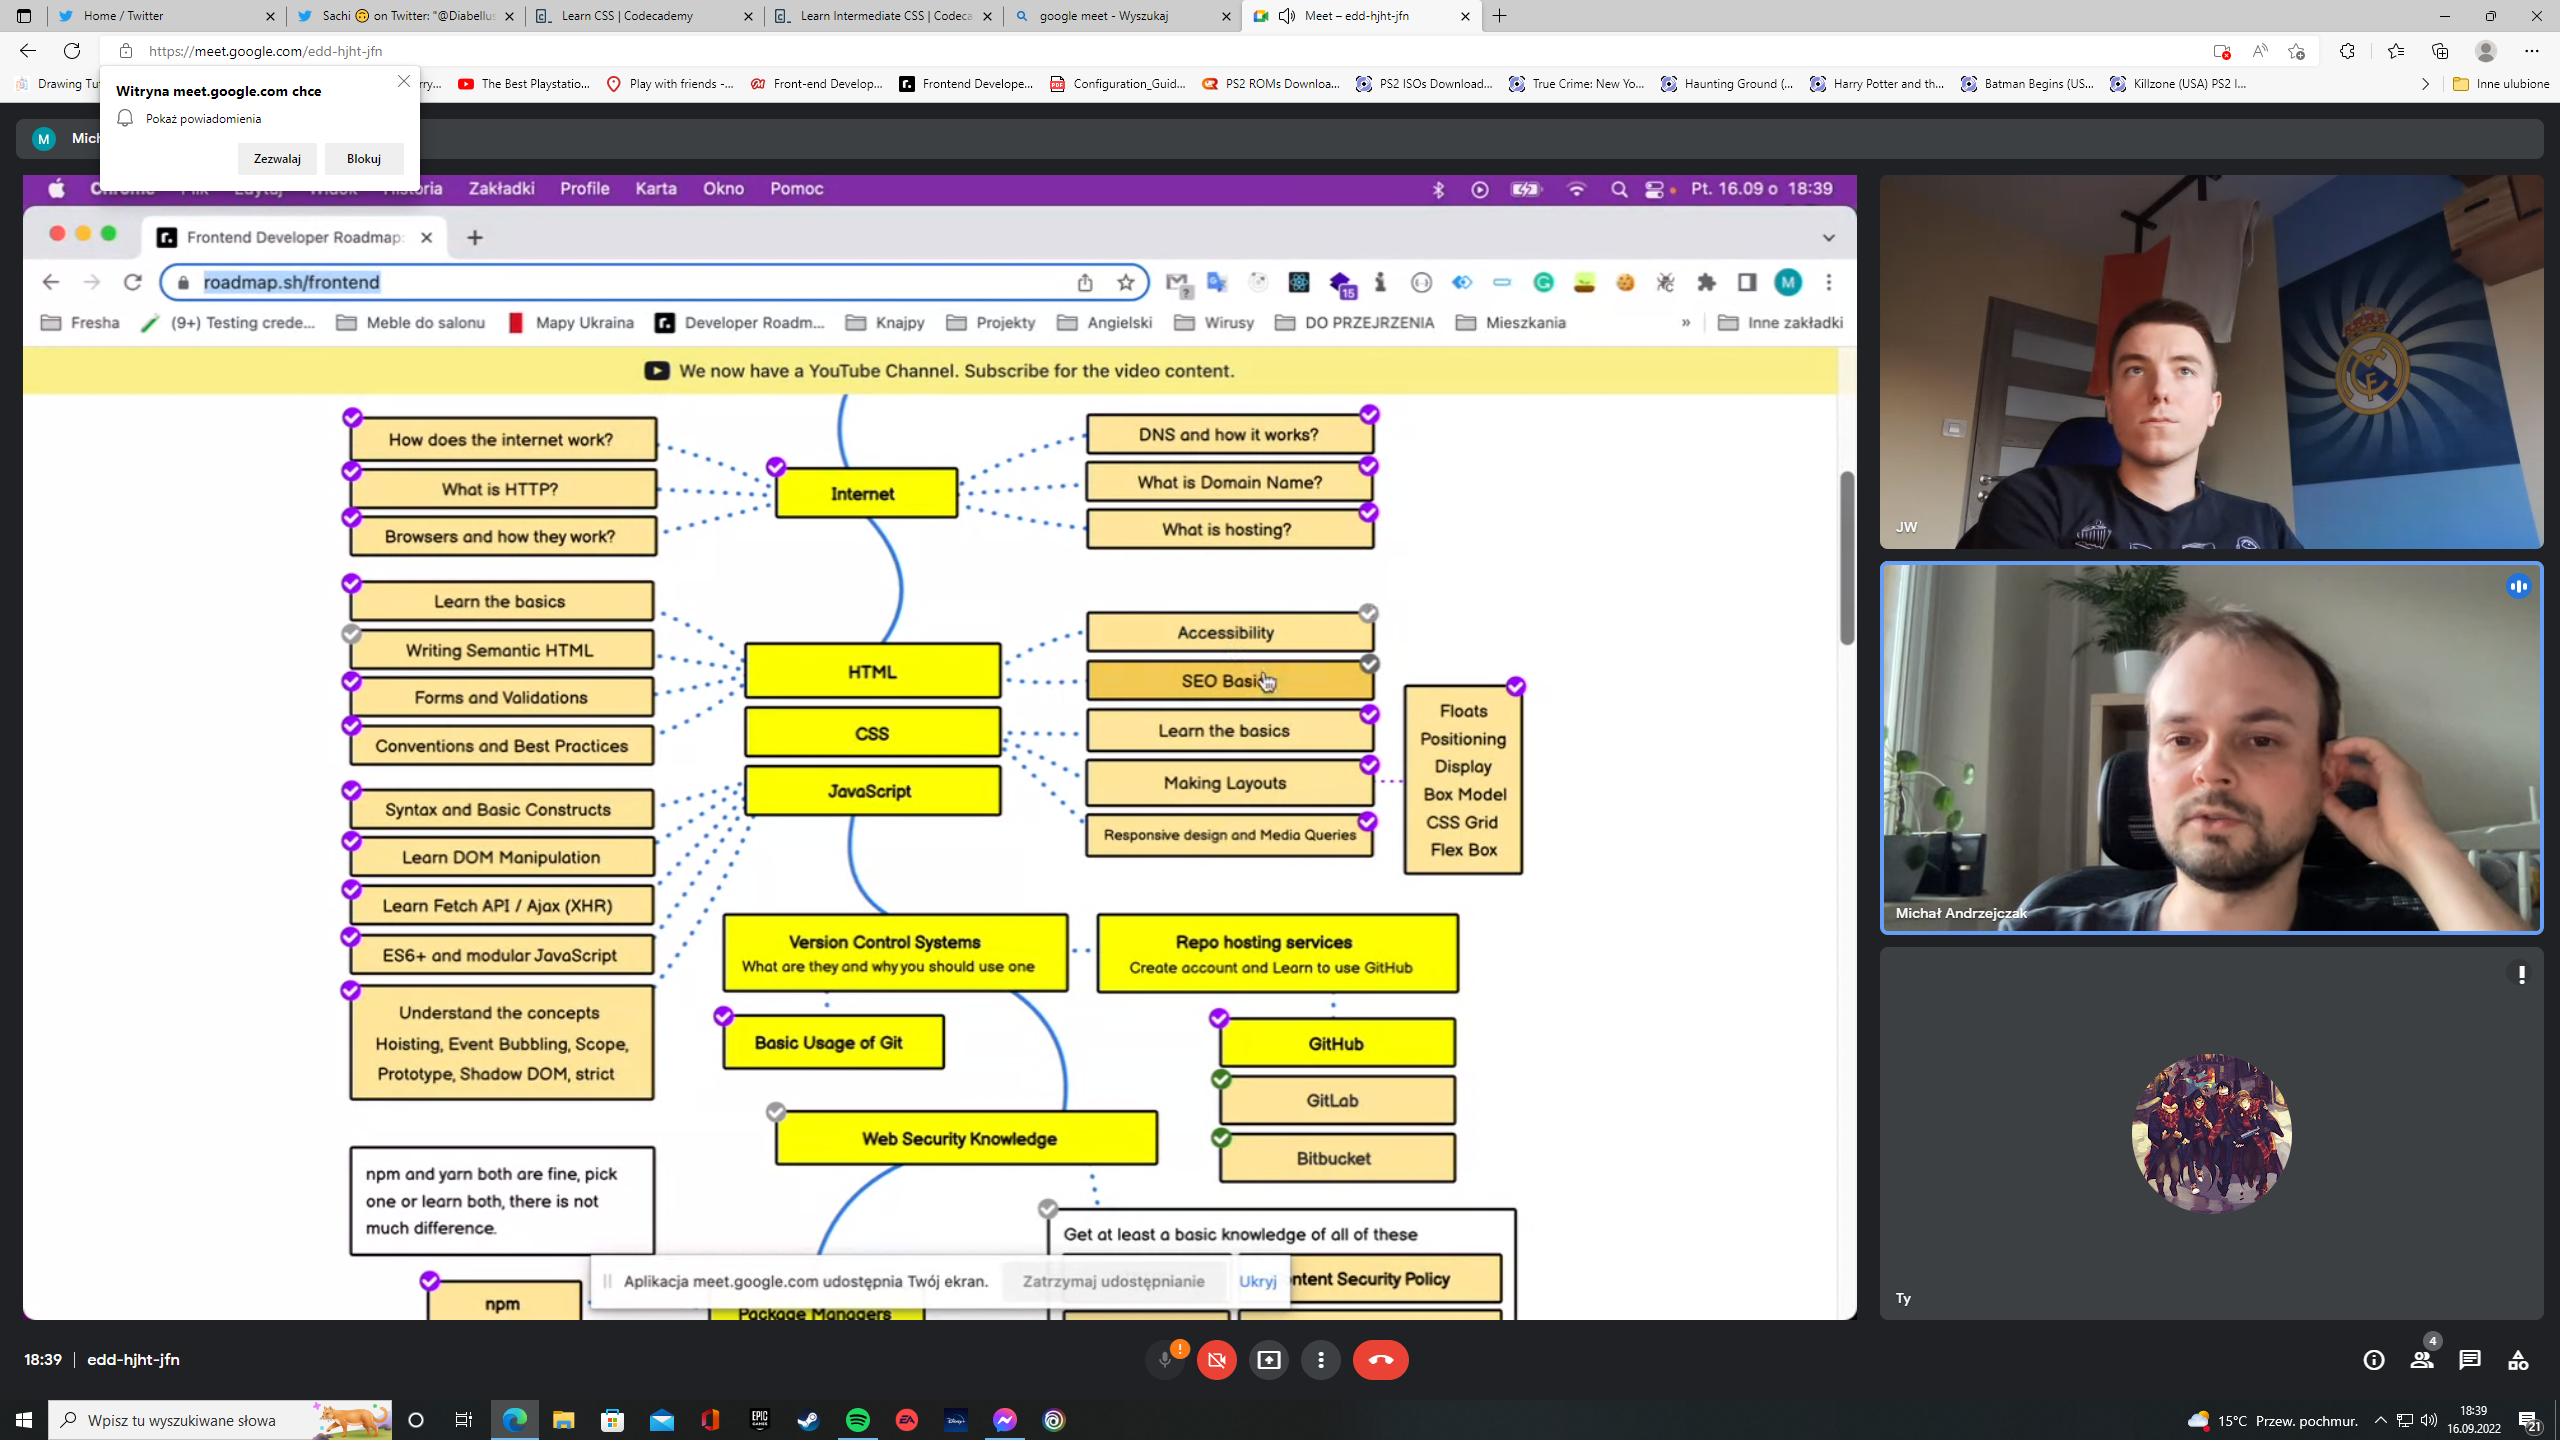 Home / Twitter
Sachi 🙃 on Twitter: "@Diabellus
Learn CSS | Codecademy
Learn Intermediate CSS | Codeca
google meet - Wyszukaj
Meet – edd-hjht-jfn
https://meet.google.com/edd-hjht-jfn
Drawing Tu
rry...
The Best Playstatio...
Play with friends -...
Front-end Develop...
Frontend Develope...
Configuration_Guid...
PS2 ROMs Downloa...
PS2 ISOs Download...
True Crime: New Yo...
Haunting Ground (...
Harry Potter and th...
Batman Begins (US...
Killzone (USA) PS2 I...
Inne ulubione
Witryna meet.google.com chce
Pokaż powiadomienia
Zezwalaj
Blokuj
M
Mich
Chrome Plik Edytuj Widok Historia Zakładki Profile Karta Okno Pomoc
Pt. 16.09 o 18:39
Frontend Developer Roadmap:
roadmap.sh/frontend
15
M
Fresha
(9+) Testing crede...
Meble do salonu
Mapy Ukraina
Developer Roadm...
Knajpy
Projekty
Angielski
Wirusy
DO PRZEJRZENIA
Mieszkania
»
Inne zakładki
We now have a YouTube Channel. Subscribe for the video content.
How does the internet work?
What is HTTP?
Browsers and how they work?
Internet
DNS and how it works?
What is Domain Name?
What is hosting?
Learn the basics
Writing Semantic HTML
Forms and Validations
Conventions and Best Practices
HTML
CSS
JavaScript
Accessibility
SEO Basic
Learn the basics
Making Layouts
Responsive design and Media Queries
Floats
Positioning
Display
Box Model
CSS Grid
Flex Box
Syntax and Basic Constructs
Learn DOM Manipulation
Learn Fetch API / Ajax (XHR)
ES6+ and modular JavaScript
Understand the concepts
Hoisting, Event Bubbling, Scope,
Prototype, Shadow DOM, strict
Version Control Systems
What are they and why you should use one
Repo hosting services
Create account and Learn to use GitHub
Basic Usage of Git
GitHub
GitLab
Bitbucket
Web Security Knowledge
npm and yarn both are fine, pick
one or learn both, there is not
much difference.
Get at least a basic knowledge of all of these
ntent Security Policy
npm
Package Managers
Aplikacja meet.google.com udostępnia Twój ekran.
Zatrzymaj udostępnianie
Ukryj
JW
Michał Andrzejczak
Ty
18:39 | edd-hjht-jfn
4
Wpisz tu wyszukiwane słowa
EPIC GAMES
EA
Disney+
15°C Przew. pochmur.
18:39
16.09.2022
21